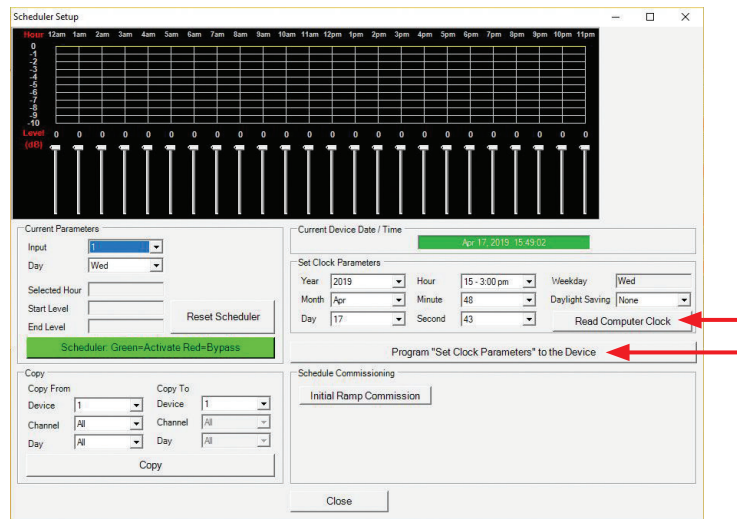 Scheduler Setup
Hour 12am 1am 2am 3am 4am 5am 6am 7am 8am 9am 10am 11am 12pm 1pm 2pm 3pm 4pm 5pm 6pm 7pm 8pm 9pm 10pm 11pm
0
-1
-2
-3
-4
-5
-6
-7
-8
-9
-10
Level 0 0 0 0 0 0 0 0 0 0 0 0 0 0 0 0 0 0 0 0 0 0 0 0
(dB)
Current Parameters
Input 1
Day Wed
Selected Hour
Start Level
End Level
Reset Scheduler
Scheduler: Green=Activate Red=Bypass
Current Device Date / Time
Apr 17, 2019 15:49:02
Set Clock Parameters
Year 2019 Hour 15 - 3:00 pm Weekday Wed
Month Apr Minute 48 Daylight Saving None
Day 17 Second 43 Read Computer Clock
Program "Set Clock Parameters" to the Device
Copy
Copy From Copy To
Device 1 Device 1
Channel All Channel All
Day All Day All
Copy
Schedule Commissioning
Initial Ramp Commission
Close